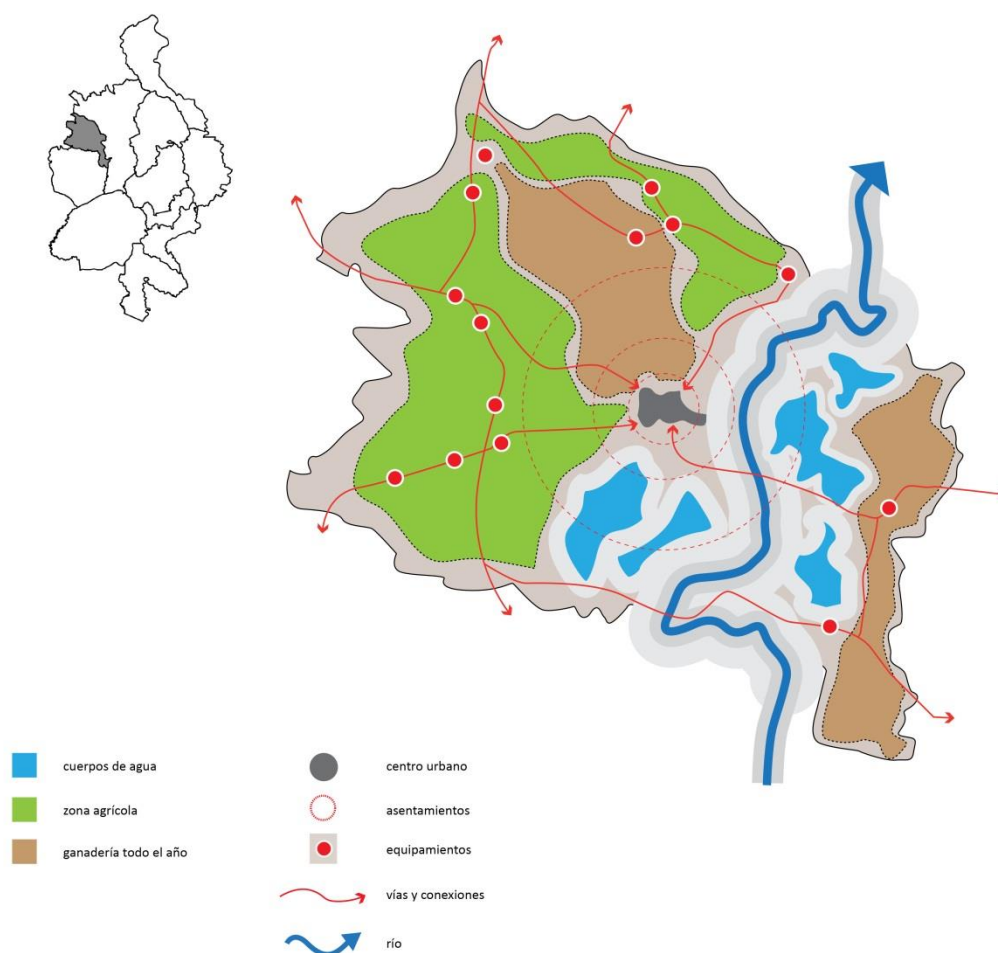 cuerpos de agua
zona agrícola
ganadería todo el año
centro urbano
asentamientos
equipamientos
vías y conexiones
río